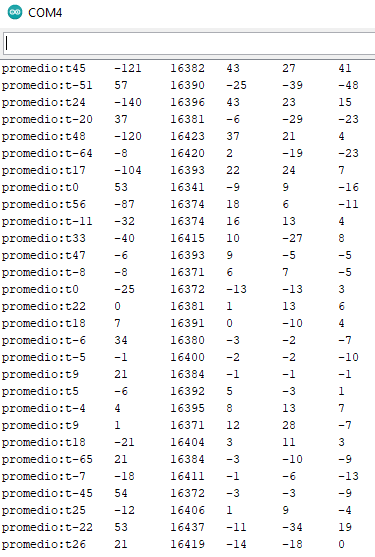 COM4
promedio:t45 -121 16382 43 27 41
promedio:t-51 57 16390 -25 -39 -48
promedio:t24 -140 16396 43 23 15
promedio:t-20 37 16381 -6 -29 -23
promedio:t48 -120 16423 37 21 4
promedio:t-64 -8 16420 2 -19 -23
promedio:t17 -104 16393 22 24 7
promedio:t0 53 16341 -9 9 -16
promedio:t56 -87 16374 18 6 -11
promedio:t-11 -32 16374 16 13 4
promedio:t33 -40 16415 10 -27 8
promedio:t47 -6 16393 9 -5 -5
promedio:t-8 -8 16371 6 7 -5
promedio:t0 -25 16372 -13 -13 3
promedio:t22 0 16381 1 13 6
promedio:t18 7 16391 0 -10 4
promedio:t-6 34 16380 -3 -2 -7
promedio:t-5 -1 16400 -2 -2 -10
promedio:t9 21 16384 -1 -1 -1
promedio:t5 -6 16392 5 -3 1
promedio:t-4 4 16395 8 13 7
promedio:t9 1 16371 12 28 -7
promedio:t18 -21 16404 3 11 3
promedio:t-65 21 16384 -3 -10 -9
promedio:t-7 -18 16411 -1 -6 -13
promedio:t-45 54 16372 -3 -3 -9
promedio:t25 -12 16406 1 9 -4
promedio:t-22 53 16437 -11 -34 19
promedio:t26 21 16419 -14 -18 0